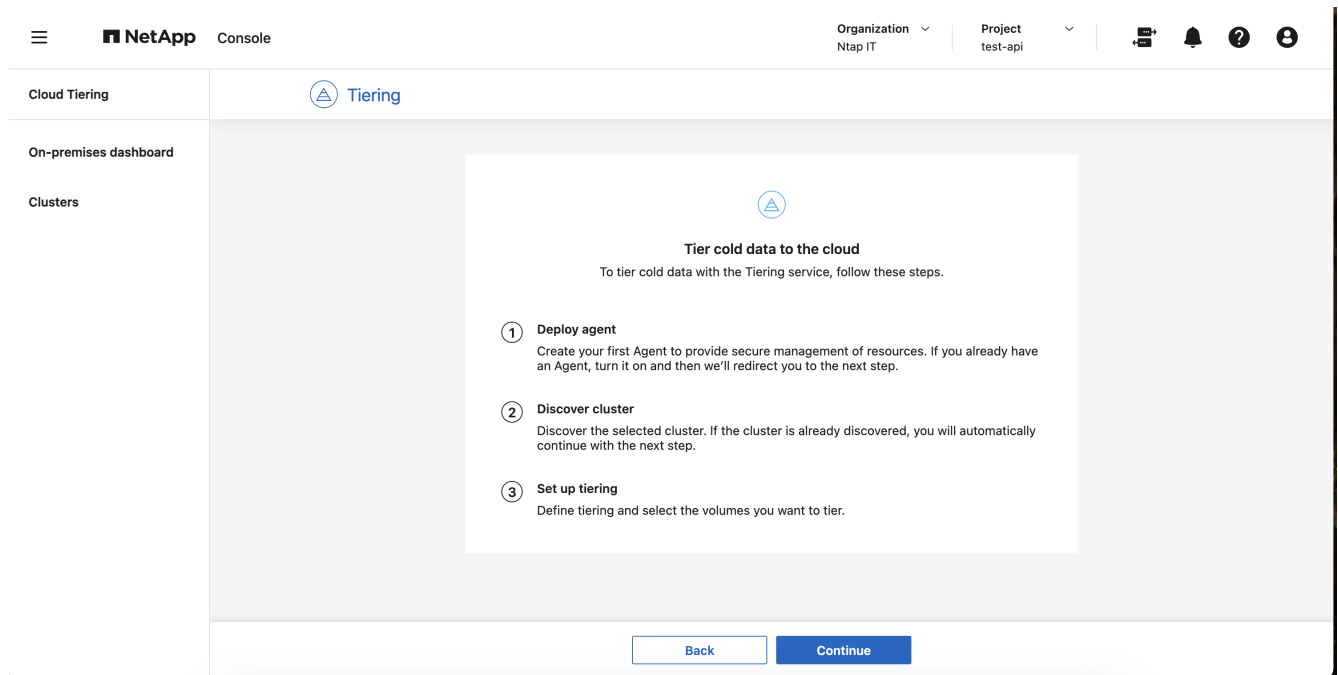 NetApp Console
Organization
Ntap IT
Project
test-api
Cloud Tiering
Tiering
On-premises dashboard
Clusters
Tier cold data to the cloud
To tier cold data with the Tiering service, follow these steps.
1 Deploy agent
Create your first Agent to provide secure management of resources. If you already have
an Agent, turn it on and then we'll redirect you to the next step.
2 Discover cluster
Discover the selected cluster. If the cluster is already discovered, you will automatically
continue with the next step.
3 Set up tiering
Define tiering and select the volumes you want to tier.
Back
Continue